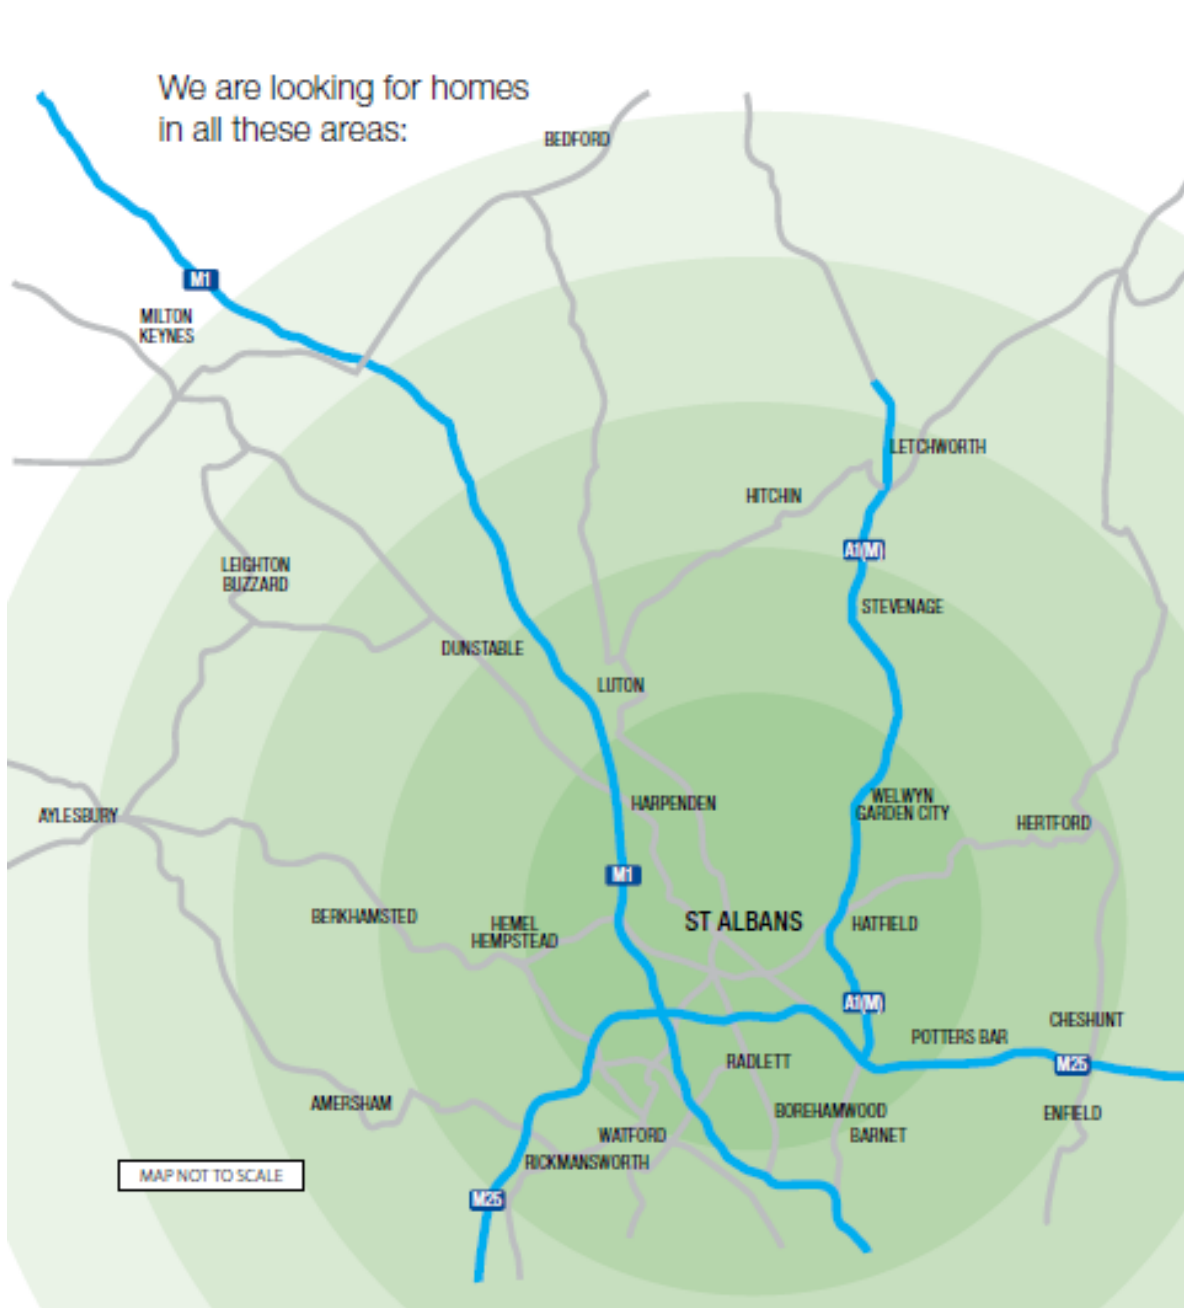 We are looking for homes
in all these areas:
BEDFORD
M1
MILTON
KEYNES
LETCHWORTH
HITCHIN
A1(M)
LEIGHTON
BUZZARD
STEVENAGE
DUNSTABLE
LUTON
HARPENDEN
WELWYN
GARDEN CITY
AYLESBURY
HERTFORD
M1
BERKHAMSTED
HEMEL
HEMPSTEAD
ST ALBANS
HATFIELD
A1(M)
CHESHUNT
POTTERS BAR
RADLETT
M25
AMERSHAM
BOREHAMWOOD
ENFIELD
WATFORD
BARNET
RICKMANSWORTH
MAP NOT TO SCALE
M25